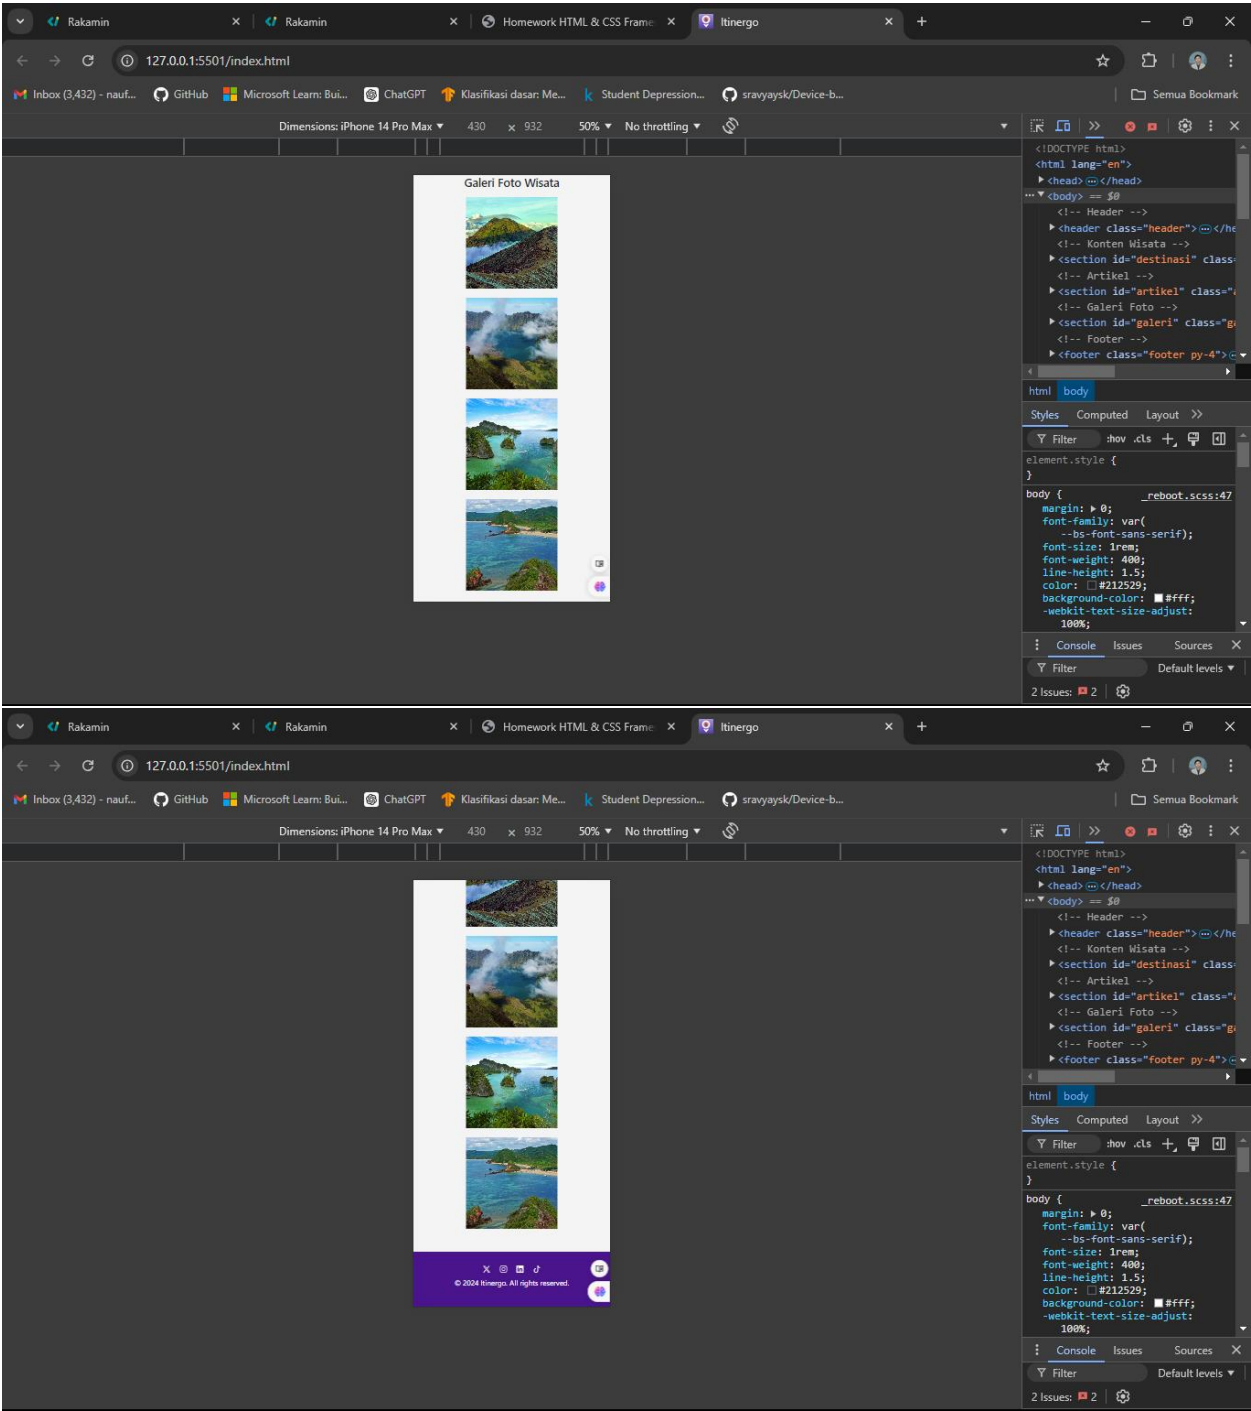 Rakamin
Rakamin
Homework HTML & CSS Frame
Itinergo
127.0.0.1:5501/index.html
Inbox (3,432) - nauf...
GitHub
Microsoft Learn: Bui...
ChatGPT
Klasifikasi dasar: Me...
Student Depression...
sravyaysk/Device-b...
Semua Bookmark
Dimensions: iPhone 14 Pro Max ▼ 430 x 932 50% ▼ No throttling ▼
Galeri Foto Wisata
<!DOCTYPE html>
<html lang="en">
<head> ... </head>
... ▼ <body> == $0
<!-- Header -->
<header class="header"> ... </he
<!-- Konten Wisata -->
<section id="destinasi" class=
<!-- Artikel -->
<section id="artikel" class="a
<!-- Galeri Foto -->
<section id="galeri" class="ga
<!-- Footer -->
<footer class="footer py-4">
html body
Styles Computed Layout >>
Filter :hov .cls +
element.style {
}
body { _reboot.scss:47
margin: ▶ 0;
font-family: var(
--bs-font-sans-serif);
font-size: 1rem;
font-weight: 400;
line-height: 1.5;
color: #212529;
background-color: #fff;
-webkit-text-size-adjust:
100%;
Console Issues Sources
Filter Default levels ▼
2 Issues: 2
Rakamin
Rakamin
Homework HTML & CSS Frame
Itinergo
127.0.0.1:5501/index.html
Inbox (3,432) - nauf...
GitHub
Microsoft Learn: Bui...
ChatGPT
Klasifikasi dasar: Me...
Student Depression...
sravyaysk/Device-b...
Semua Bookmark
Dimensions: iPhone 14 Pro Max ▼ 430 x 932 50% ▼ No throttling ▼
© 2024 Itinergo. All rights reserved.
<!DOCTYPE html>
<html lang="en">
<head> ... </head>
... ▼ <body> == $0
<!-- Header -->
<header class="header"> ... </he
<!-- Konten Wisata -->
<section id="destinasi" class=
<!-- Artikel -->
<section id="artikel" class="a
<!-- Galeri Foto -->
<section id="galeri" class="ga
<!-- Footer -->
<footer class="footer py-4">
html body
Styles Computed Layout >>
Filter :hov .cls +
element.style {
}
body { _reboot.scss:47
margin: ▶ 0;
font-family: var(
--bs-font-sans-serif);
font-size: 1rem;
font-weight: 400;
line-height: 1.5;
color: #212529;
background-color: #fff;
-webkit-text-size-adjust:
100%;
Console Issues Sources
Filter Default levels ▼
2 Issues: 2